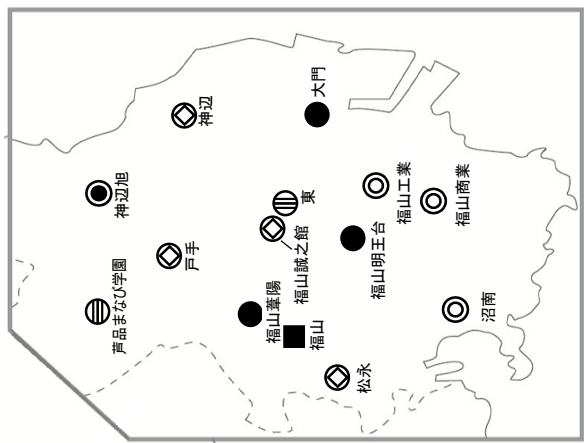 大門
神辺
福山工業
福山商業
神辺旭
東
福山誠之館
福山明王台
戸手
芦品まなび学園
福山葦陽
福山
沼南
松永